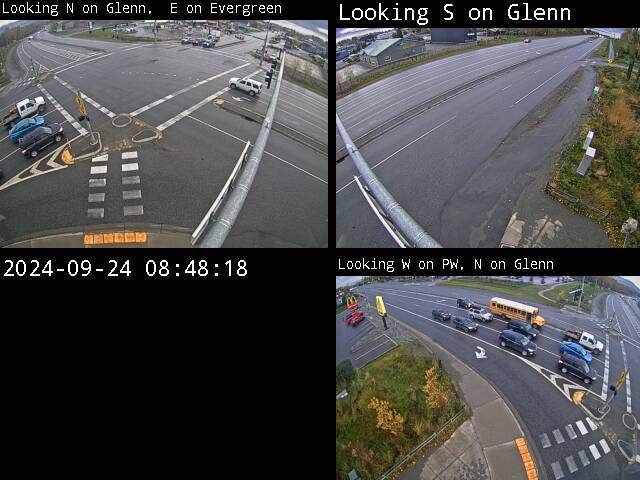 Looking N on Glenn,  E on Evergreen
Looking S on Glenn
2024-09-24 08:48:18
Looking W on PW, N on Glenn